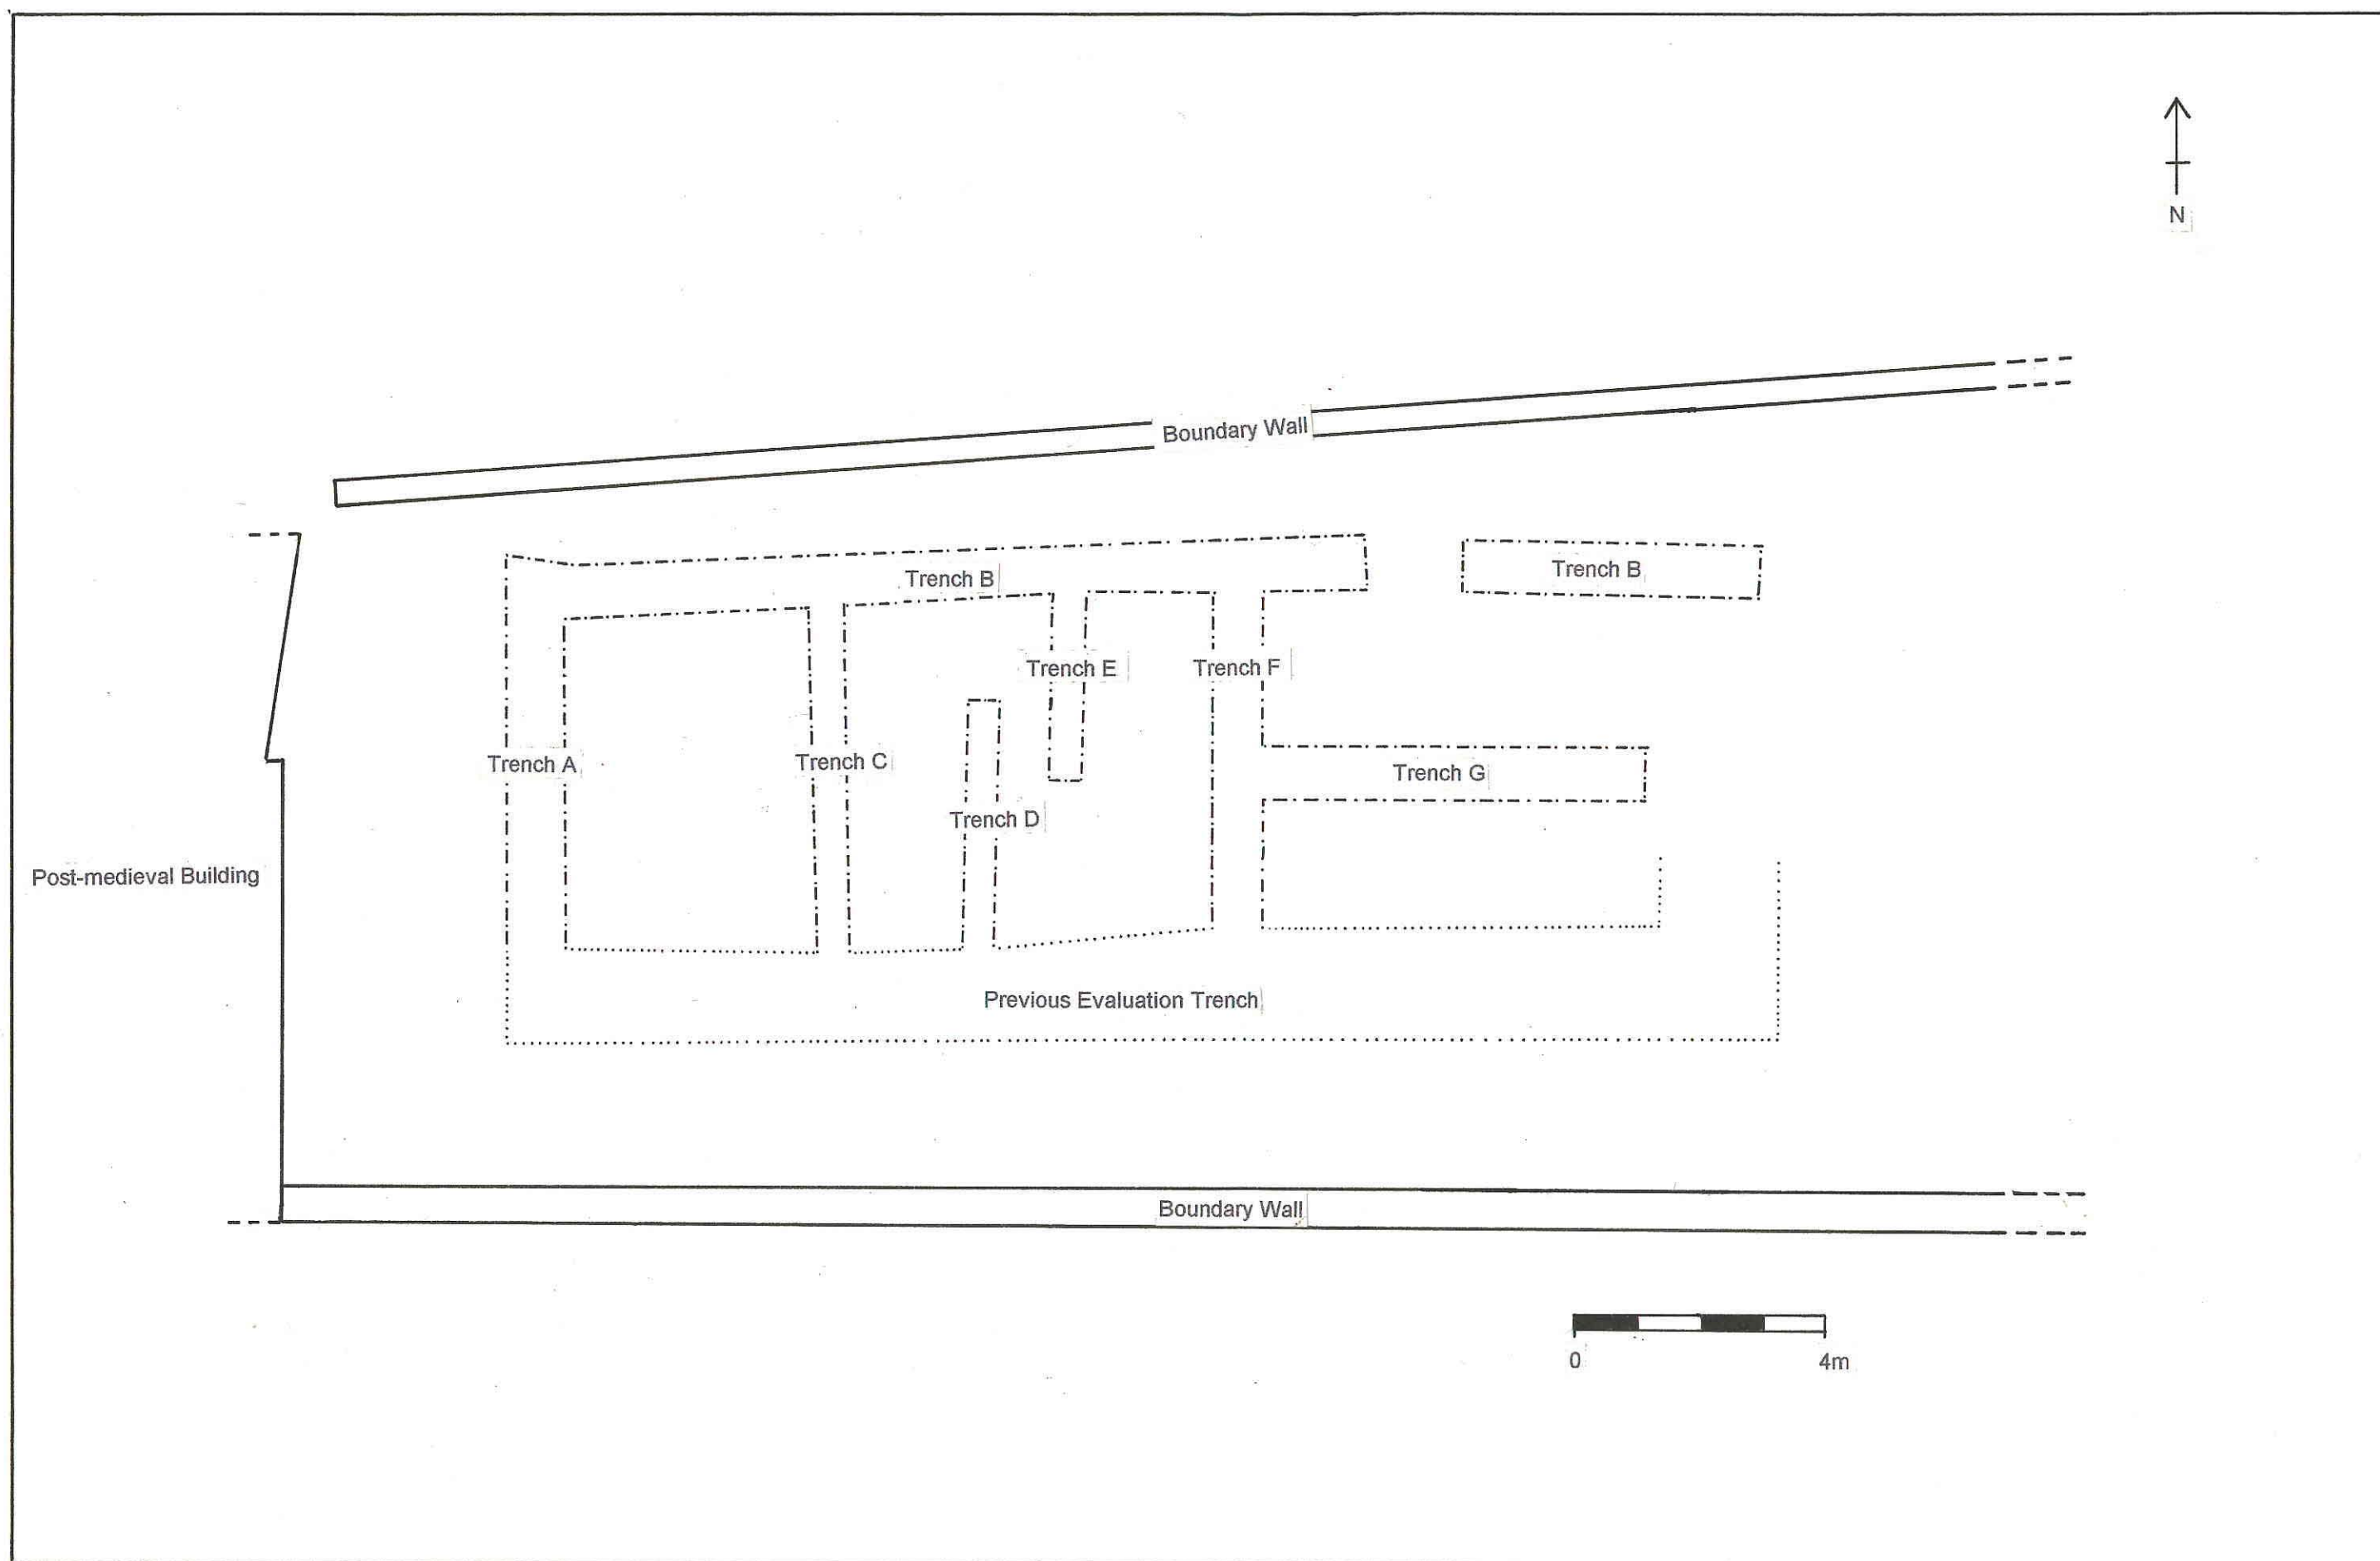 N
Boundary Wall
Trench B
Trench B
Trench E
Trench F
Trench A
Trench C
Trench G
Trench D
Post-medieval Building
Previous Evaluation Trench
Boundary Wall
0
4m